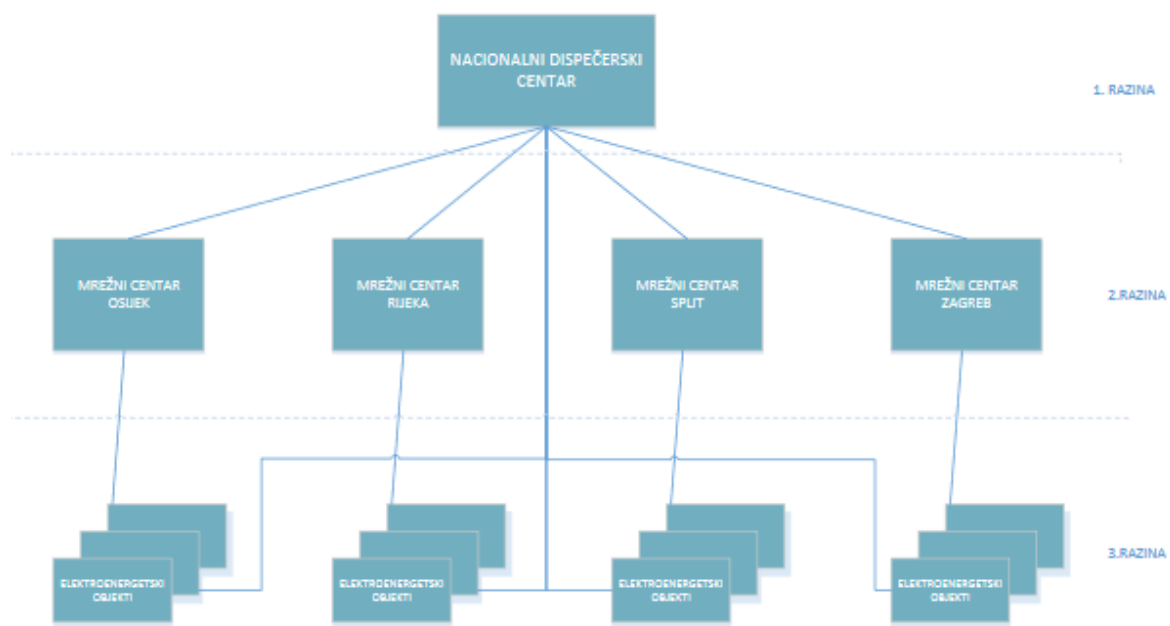 NACIONALNI DISPEČERSKI
CENTAR
1. RAZINA
MREŽNI CENTAR
OSIJEK
MREŽNI CENTAR
RIJEKA
MREŽNI CENTAR
SPLIT
MREŽNI CENTAR
ZAGREB
2.RAZINA
ELEKTROENERGETSKI
OBJEKTI
ELEKTROENERGETSKI
OBJEKTI
ELEKTROENERGETSKI
OBJEKTI
ELEKTROENERGETSKI
OBJEKTI
3.RAZINA